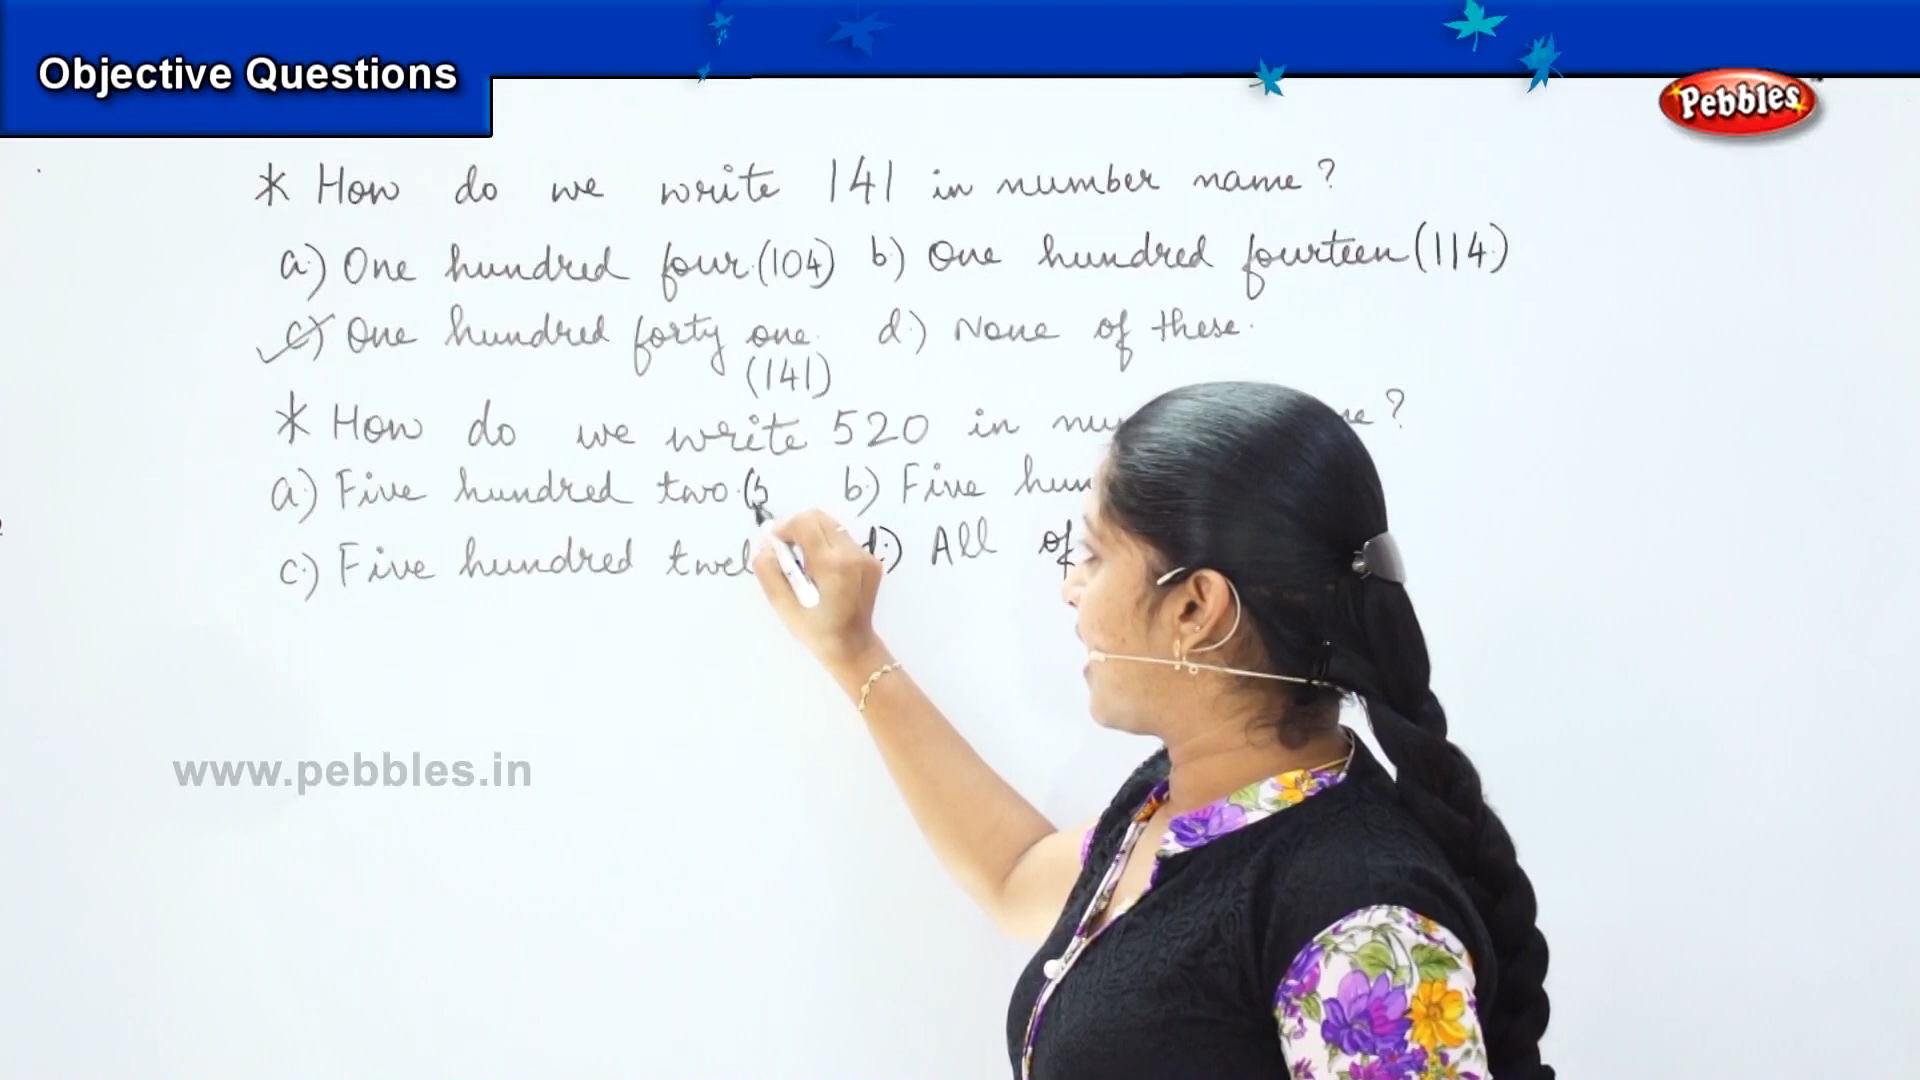 Objective Questions
Pebbles
* How do we write 141 in number name?
a.) One hundred four.(104) b.) One hundred fourteen (114)
c.) One hundred forty one. d.) None of these.
(141)
* How do we write 520 in ?
a.) Five hundred two.(5 b.) Five
c.) Five hundred d.) All of
www.pebbles.in